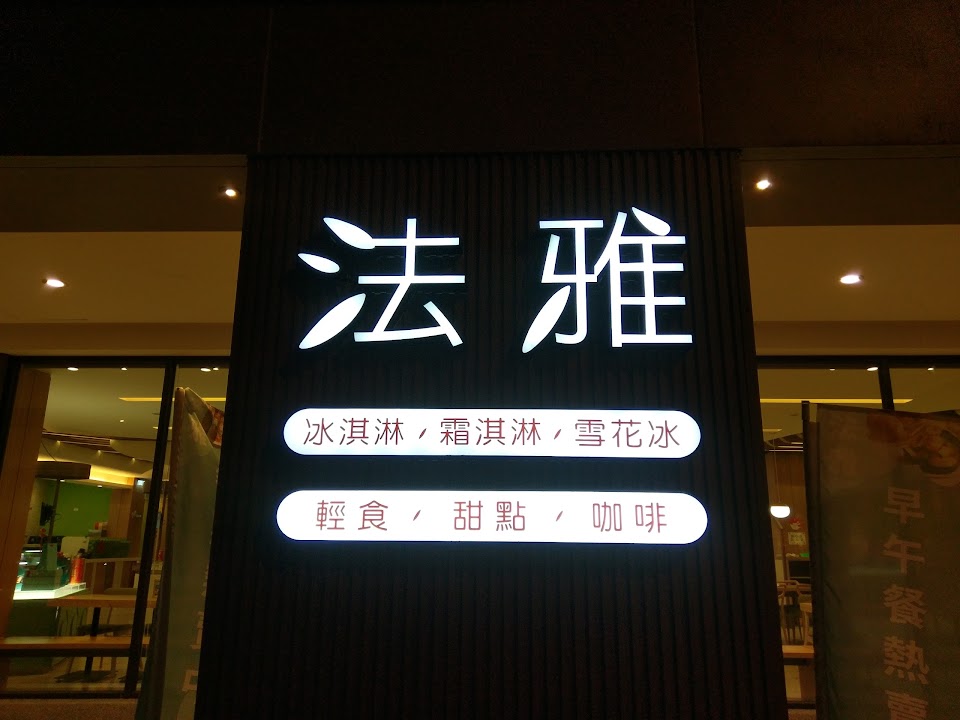 法雅
冰淇淋，霜淇淋，雪花冰
輕食，甜點，咖啡
早午餐熱賣